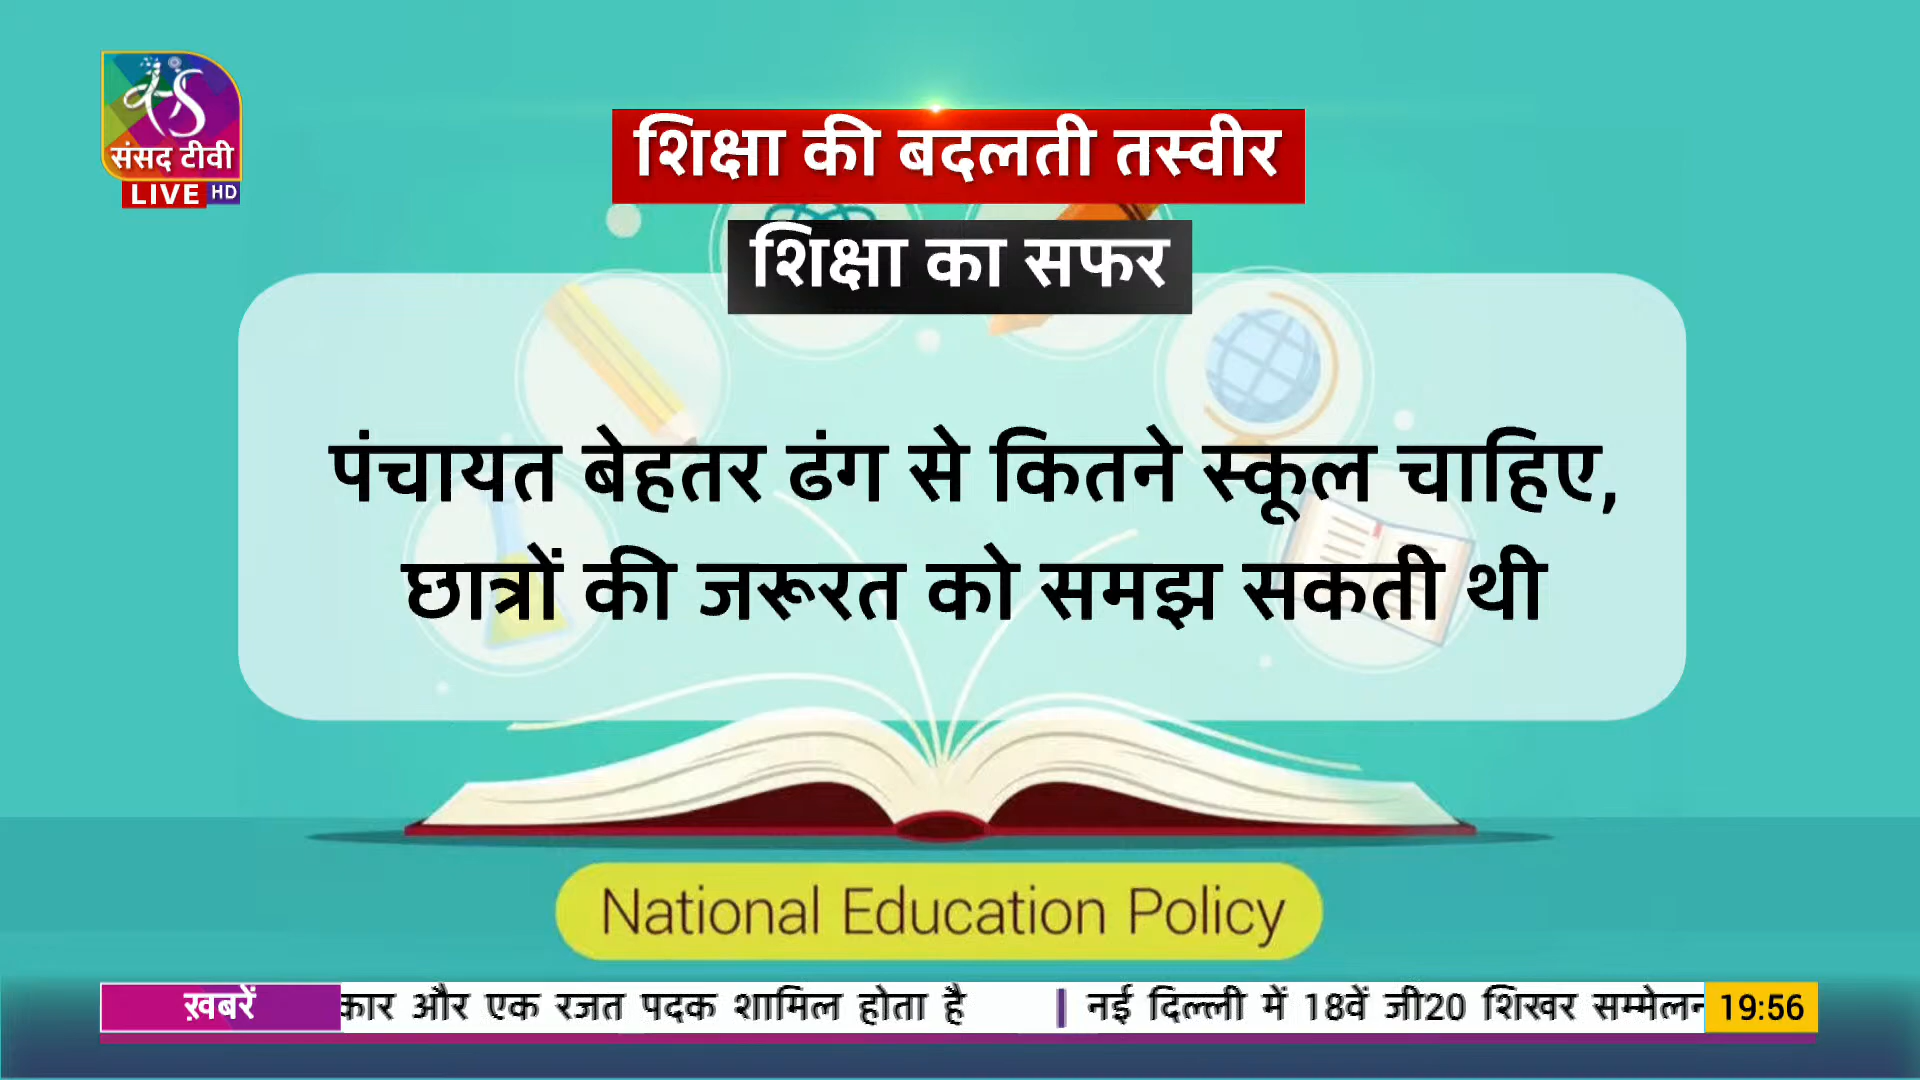 संसद टीवी
LIVE HD
शिक्षा की बदलती तस्वीर
शिक्षा का सफर
पंचायत बेहतर ढंग से कितने स्कूल चाहिए,
छात्रों की जरूरत को समझ सकती थी
National Education Policy
ख़बरें
कार और एक रजत पदक शामिल होता है | नई दिल्ली में 18वें जी20 शिखर सम्मेलन
19:56